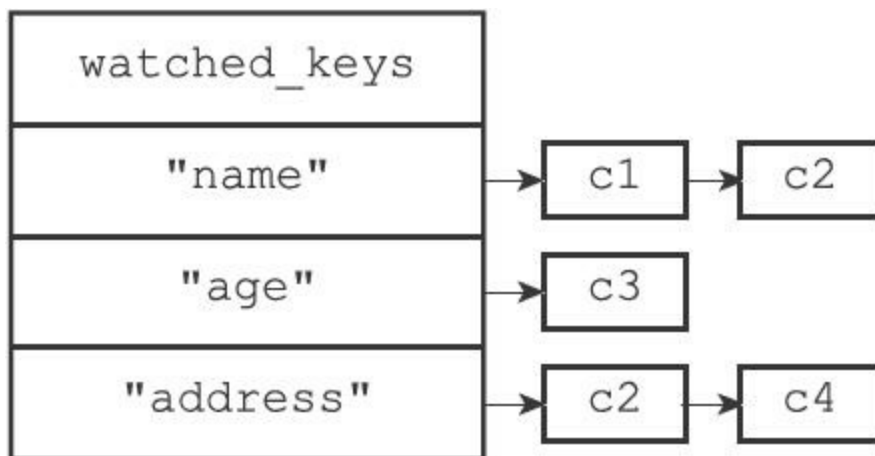 watched_keys
"name" c1 c2
"age" c3
"address" c2 c4